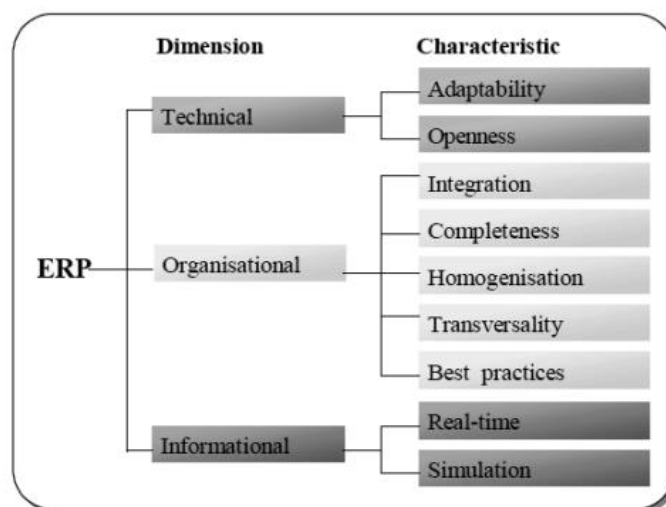 Dimension Characteristic
Technical
Adaptability
Openness
ERP
Organisational
Integration
Completeness
Homogenisation
Transversality
Best practices
Informational
Real-time
Simulation